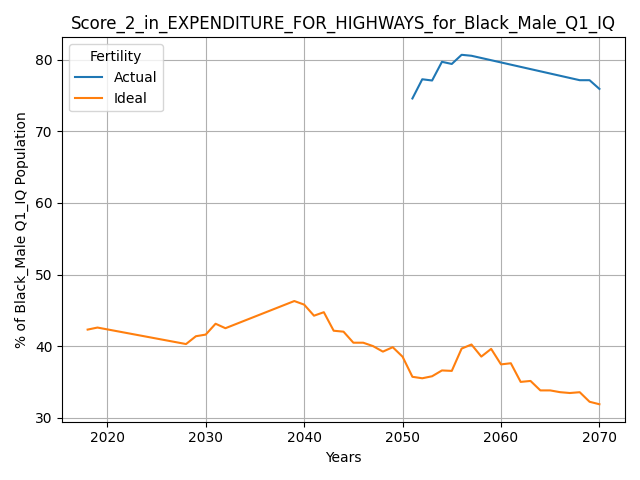 Score_2_in_EXPENDITURE_FOR_HIGHWAYS_for_Black_Male_Q1_IQ
Fertility
Actual
Ideal
% of Black_Male Q1_IQ Population
80
70
60
50
40
30
2020 2030 2040 2050 2060 2070
Years